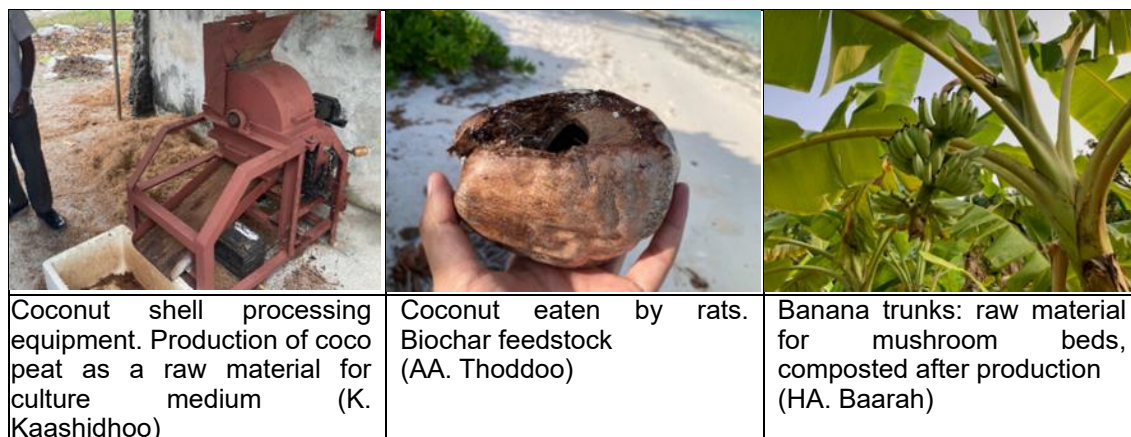 Coconut shell processing
equipment. Production of coco
peat as a raw material for
culture medium (K.
Kaashidhoo)
Coconut eaten by rats.
Biochar feedstock
(AA. Thoddoo)
Banana trunks: raw material
for mushroom beds,
composted after production
(HA. Baarah)